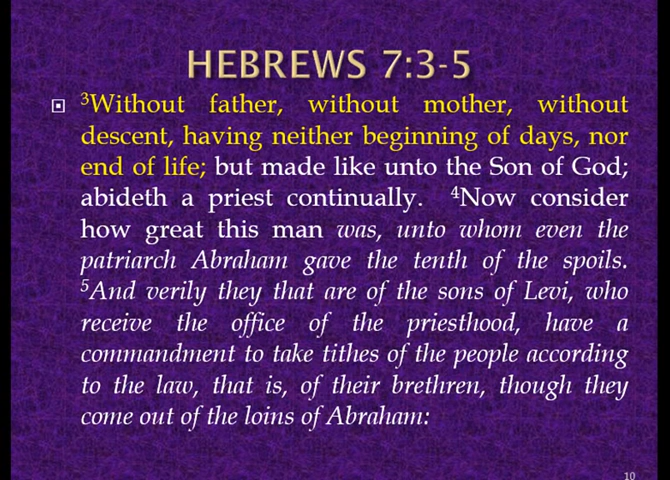 HEBREWS 7:3-5
³Without father, without mother, without
descent, having neither beginning of days, nor
end of life; but made like unto the Son of God;
abideth a priest continually. ⁴Now consider
how great this man was, unto whom even the
patriarch Abraham gave the tenth of the spoils.
⁵And verily they that are of the sons of Levi, who
receive the office of the priesthood, have a
commandment to take tithes of the people according
to the law, that is, of their brethren, though they
come out of the loins of Abraham:
10